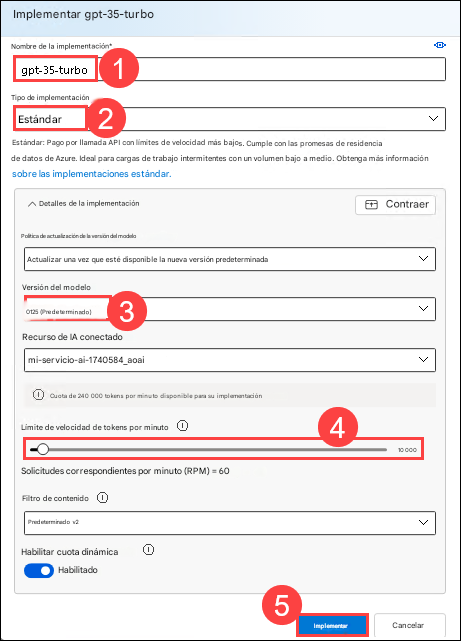 Implementar gpt-35-turbo
Nombre de la implementación*
gpt-35-turbo
1
Tipo de implementación
Estándar
2
Estándar: Pago por llamada API con límites de velocidad más bajos. Cumple con las promesas de residencia
de datos de Azure. Ideal para cargas de trabajo intermitentes con un volumen bajo a medio. Obtenga más información
sobre las implementaciones estándar.
Detalles de la implementación
Contraer
Política de actualización de la versión del modelo
Actualizar una vez que esté disponible la nueva versión predeterminada
Versión del modelo
0125 (Predeterminado)
3
Recurso de IA conectado
mi-servicio-ai-1740584_aoai
Cuota de 240 000 tokens por minuto disponible para su implementación
Límite de velocidad de tokens por minuto
4
10 000
Solicitudes correspondientes por minuto (RPM) = 60
Filtro de contenido
Predeterminado v2
Habilitar cuota dinámica
Habilitado
5
Implementar
Cancelar